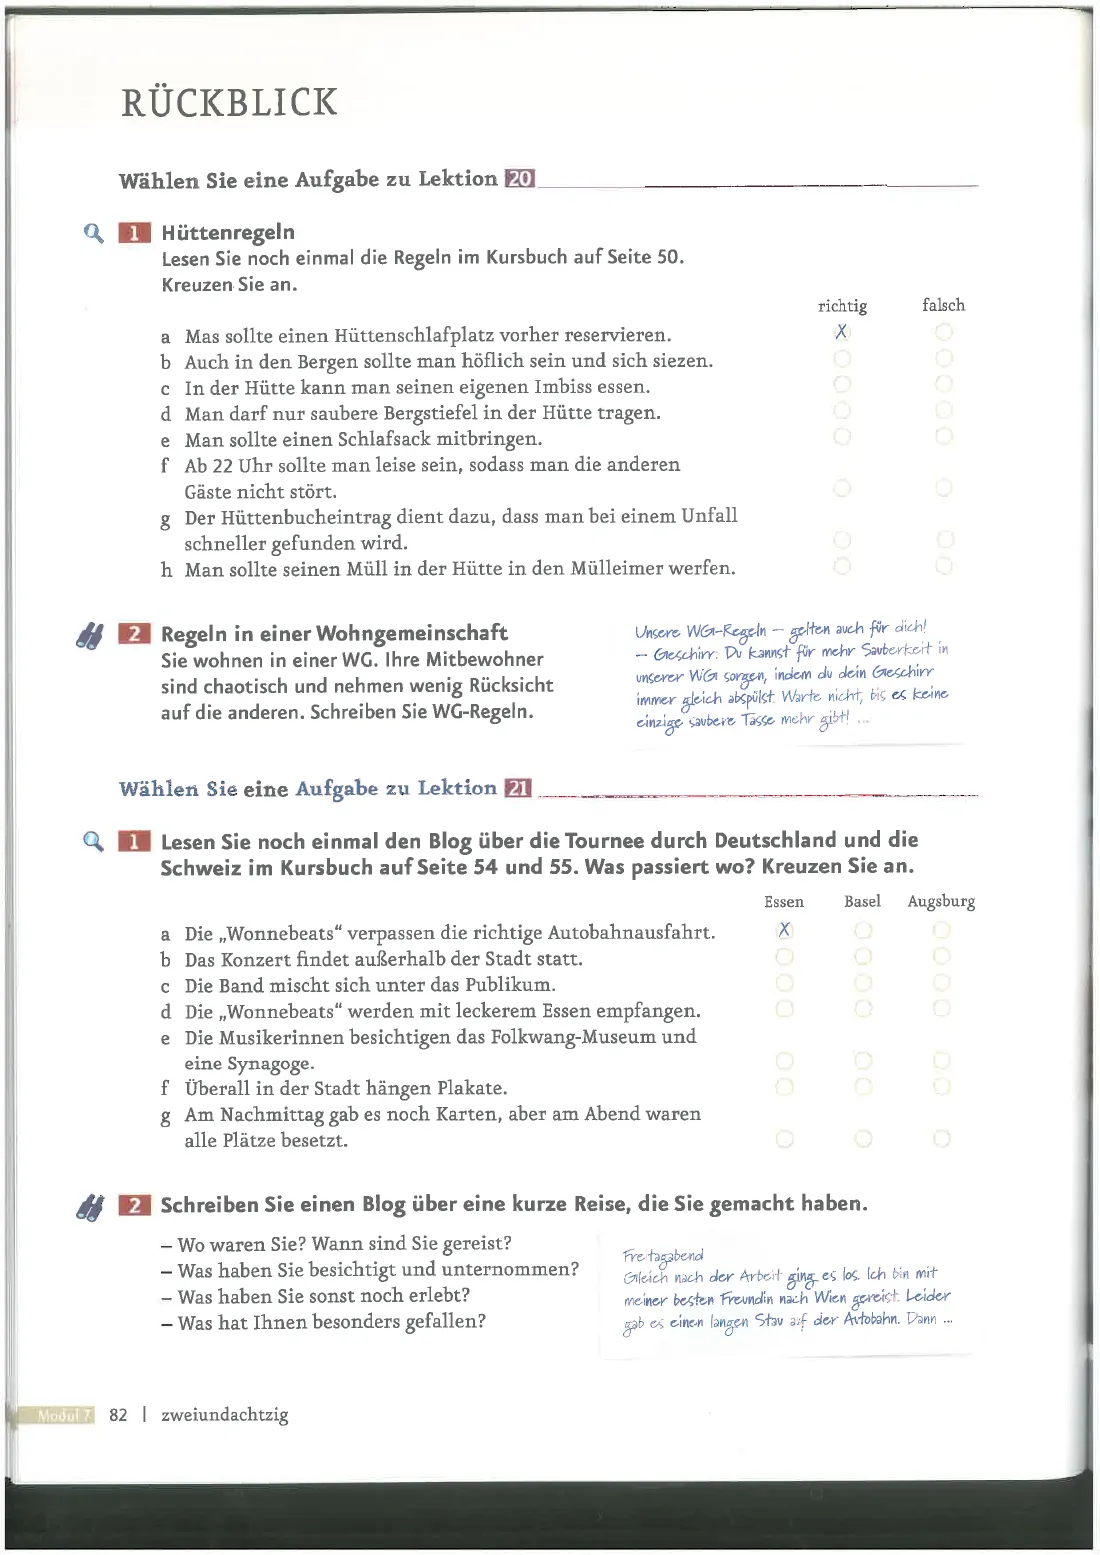 RÜCKBLICK
Wählen Sie eine Aufgabe zu Lektion 20
1 Hüttenregeln
Lesen Sie noch einmal die Regeln im Kursbuch auf Seite 50.
Kreuzen Sie an.
richtig falsch
a Mas sollte einen Hüttenschlafplatz vorher reservieren. X
b Auch in den Bergen sollte man höflich sein und sich siezen.
c In der Hütte kann man seinen eigenen Imbiss essen.
d Man darf nur saubere Bergstiefel in der Hütte tragen.
e Man sollte einen Schlafsack mitbringen.
f Ab 22 Uhr sollte man leise sein, sodass man die anderen
Gäste nicht stört.
g Der Hüttenbucheintrag dient dazu, dass man bei einem Unfall
schneller gefunden wird.
h Man sollte seinen Müll in der Hütte in den Mülleimer werfen.
2 Regeln in einer Wohngemeinschaft
Sie wohnen in einer WG. Ihre Mitbewohner
sind chaotisch und nehmen wenig Rücksicht
auf die anderen. Schreiben Sie WG-Regeln.
Unsere WG-Regeln – gelten auch für dich!
– Geschirr: Du kannst für mehr Sauberkeit in
unserer WG sorgen, indem du dein Geschirr
immer gleich abspülst. Warte nicht, bis es keine
einzige saubere Tasse mehr gibt! ...
Wählen Sie eine Aufgabe zu Lektion 21
1 Lesen Sie noch einmal den Blog über die Tournee durch Deutschland und die
Schweiz im Kursbuch auf Seite 54 und 55. Was passiert wo? Kreuzen Sie an.
Essen Basel Augsburg
a Die „Wonnebeats“ verpassen die richtige Autobahnausfahrt. X
b Das Konzert findet außerhalb der Stadt statt.
c Die Band mischt sich unter das Publikum.
d Die „Wonnebeats“ werden mit leckerem Essen empfangen.
e Die Musikerinnen besichtigen das Folkwang-Museum und
eine Synagoge.
f Überall in der Stadt hängen Plakate.
g Am Nachmittag gab es noch Karten, aber am Abend waren
alle Plätze besetzt.
2 Schreiben Sie einen Blog über eine kurze Reise, die Sie gemacht haben.
– Wo waren Sie? Wann sind Sie gereist?
– Was haben Sie besichtigt und unternommen?
– Was haben Sie sonst noch erlebt?
– Was hat Ihnen besonders gefallen?
Freitagabend
Gleich nach der Arbeit ging es los. Ich bin mit
meiner besten Freundin nach Wien gereist. Leider
gab es einen langen Stau auf der Autobahn. Dann ...
Modul 7 82 | zweiundachtzig